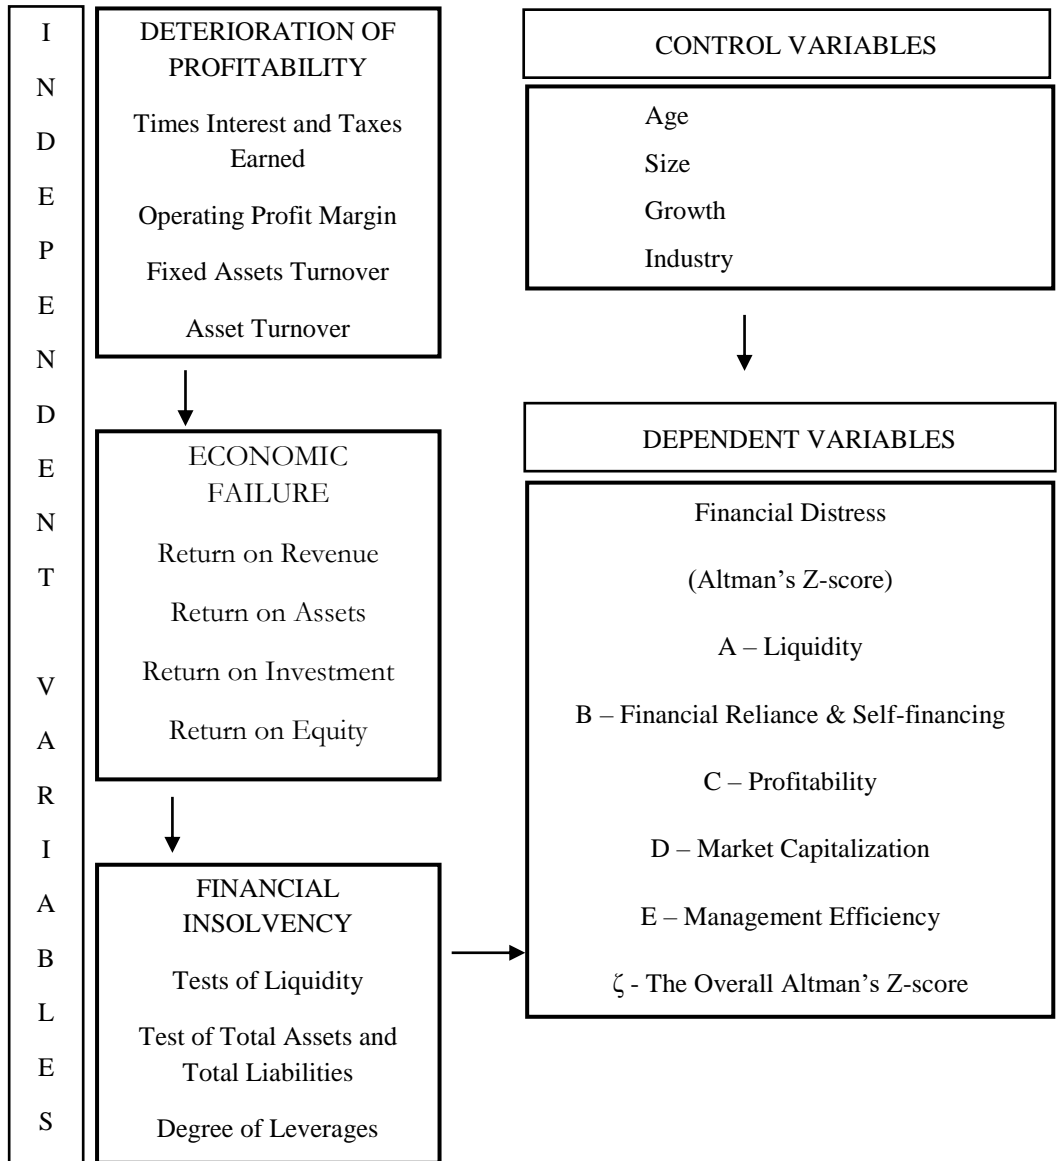 INDEPENDENT VARIABLES
DETERIORATION OF
PROFITABILITY
Times Interest and Taxes
Earned
Operating Profit Margin
Fixed Assets Turnover
Asset Turnover
ECONOMIC
FAILURE
Return on Revenue
Return on Assets
Return on Investment
Return on Equity
FINANCIAL
INSOLVENCY
Tests of Liquidity
Test of Total Assets and
Total Liabilities
Degree of Leverages
CONTROL VARIABLES
Age
Size
Growth
Industry
DEPENDENT VARIABLES
Financial Distress
(Altman’s Z-score)
A – Liquidity
B – Financial Reliance & Self-financing
C – Profitability
D – Market Capitalization
E – Management Efficiency
ζ - The Overall Altman’s Z-score